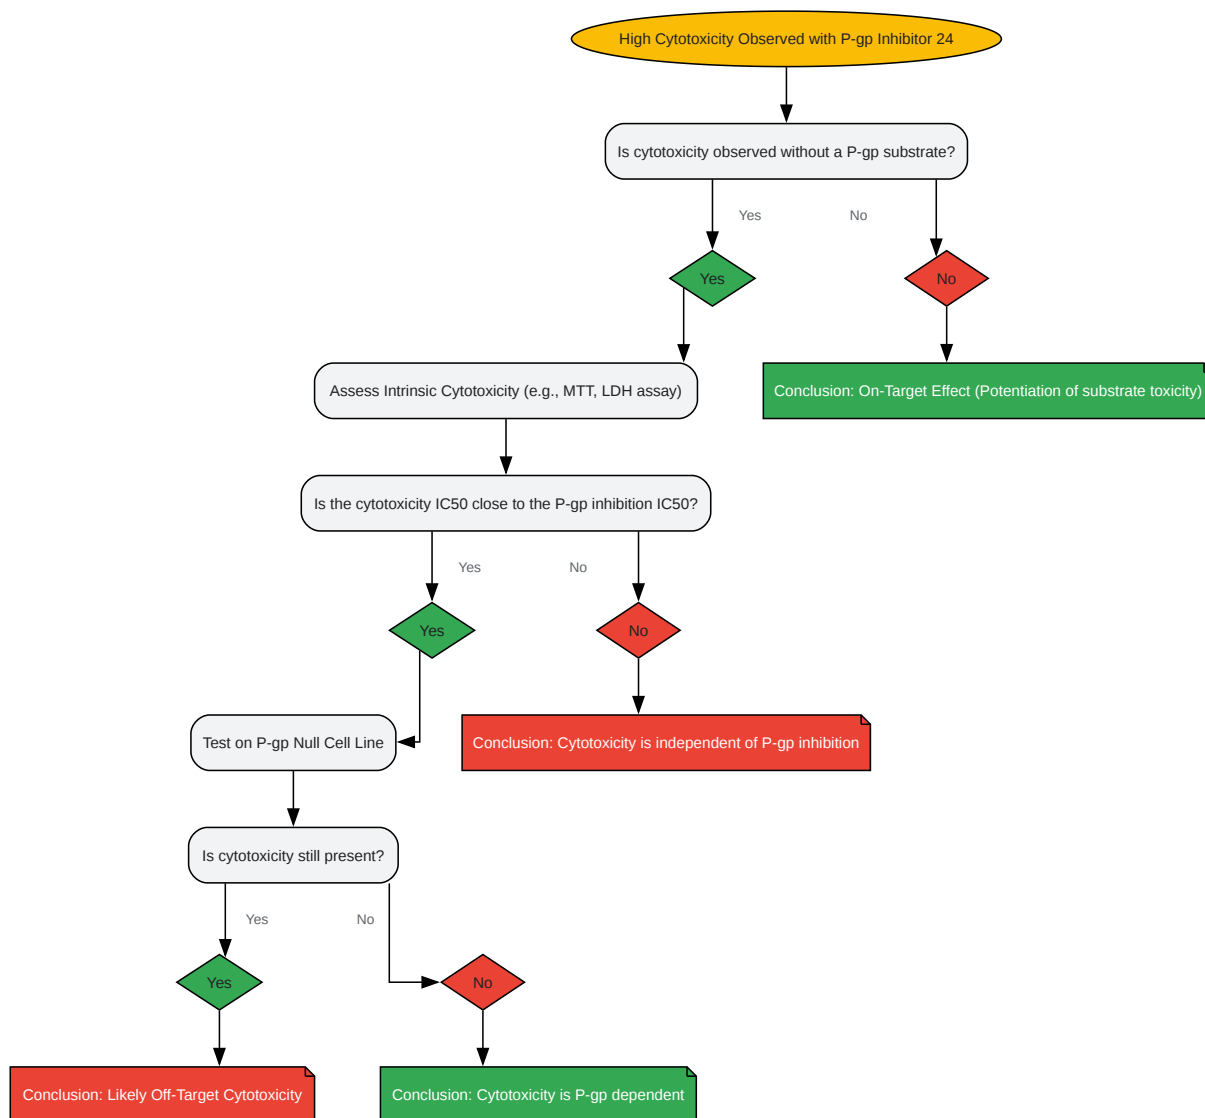 High Cytotoxicity Observed with P-gp Inhibitor 24
Is cytotoxicity observed without a P-gp substrate?
Yes
No
Yes
No
Assess Intrinsic Cytotoxicity (e.g., MTT, LDH assay)
Conclusion: On-Target Effect (Potentiation of substrate toxicity)
Is the cytotoxicity IC50 close to the P-gp inhibition IC50?
Yes
No
Yes
No
Test on P-gp Null Cell Line
Conclusion: Cytotoxicity is independent of P-gp inhibition
Is cytotoxicity still present?
Yes
No
Yes
No
Conclusion: Likely Off-Target Cytotoxicity
Conclusion: Cytotoxicity is P-gp dependent